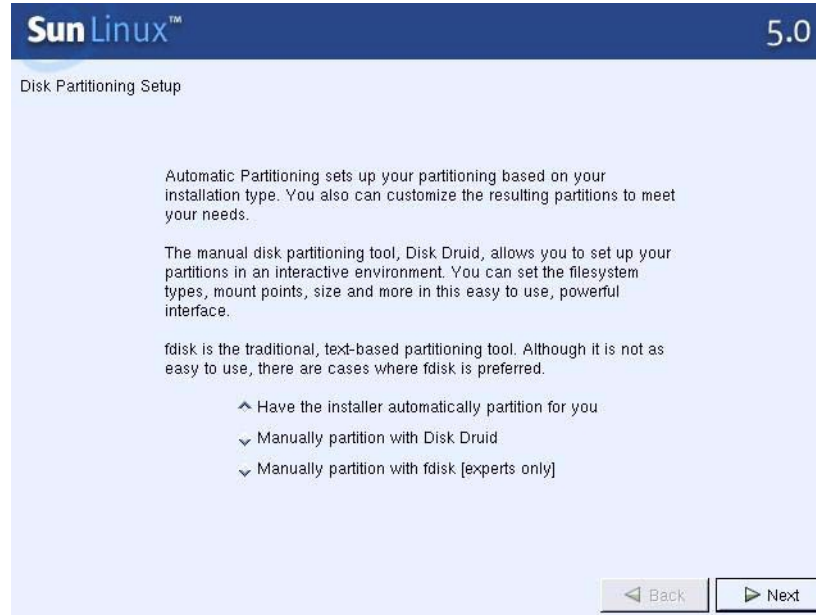 Sun Linux™
5.0
Disk Partitioning Setup
Automatic Partitioning sets up your partitioning based on your
installation type. You also can customize the resulting partitions to meet
your needs.
The manual disk partitioning tool, Disk Druid, allows you to set up your
partitions in an interactive environment. You can set the filesystem
types, mount points, size and more in this easy to use, powerful
interface.
fdisk is the traditional, text-based partitioning tool. Although it is not as
easy to use, there are cases where fdisk is preferred.
Have the installer automatically partition for you
Manually partition with Disk Druid
Manually partition with fdisk [experts only]
Back
Next